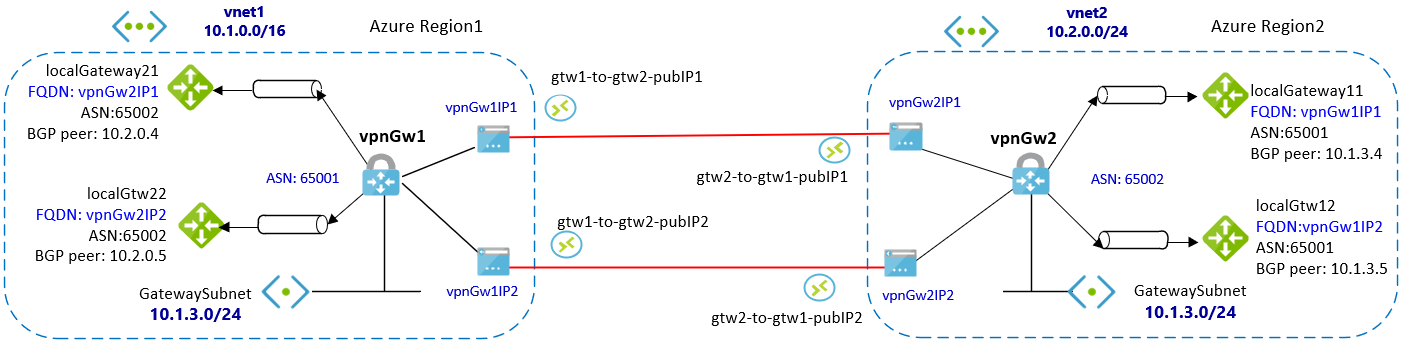 vnet1
10.1.0.0/16
Azure Region1
localGateway21
FQDN: vpnGw2IP1
ASN:65002
BGP peer: 10.2.0.4
vpnGw1
ASN: 65001
localGtw22
FQDN: vpnGw2IP2
ASN:65002
BGP peer: 10.2.0.5
GatewaySubnet
10.1.3.0/24
vpnGw1IP1
vpnGw1IP2
gtw1-to-gtw2-pubIP1
gtw2-to-gtw1-pubIP1
gtw1-to-gtw2-pubIP2
gtw2-to-gtw1-pubIP2
vnet2
10.2.0.0/24
Azure Region2
vpnGw2IP1
vpnGw2IP2
vpnGw2
ASN: 65002
localGateway11
FQDN: vpnGw1IP1
ASN:65001
BGP peer: 10.1.3.4
localGtw12
FQDN:vpnGw1IP2
ASN:65001
BGP peer: 10.1.3.5
GatewaySubnet
10.1.3.0/24